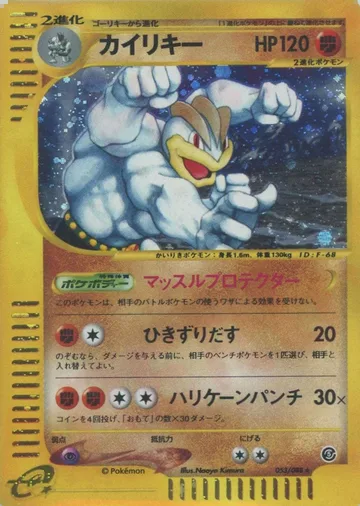 2進化
ゴーリキーから進化
カイリキー HP120
2進化ポケモン
かいりきポケモン:身長1.6m、体重130kg ID:F-68
ポケボディー 特殊体質 マッスルプロテクター
このポケモンは、相手のバトルポケモンの使うワザによる効果を受けない。
ひきずりだす 20
のぞむなら、ダメージを与える前に、相手のベンチポケモンを1匹選び、相手と
入れ替えてよい。
ハリケーンパンチ 30×
コインを4回投げ、「おもて」の数×30ダメージ。
弱点 抵抗力 にげる
©Pokémon Illus.Naoyo Kimura /088 ★
e